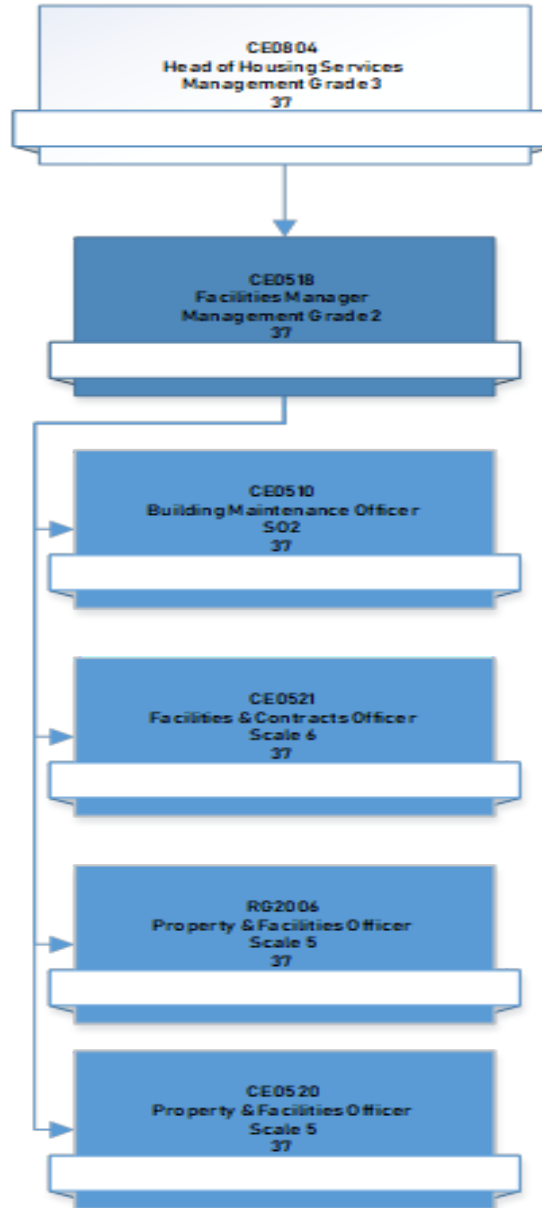 CE0804
Head of Housing Services
Management Grade 3
37
CE0518
Facilities Manager
Management Grade 2
37
CE0510
Building Maintenance Officer
SO2
37
CE0521
Facilities & Contracts Officer
Scale 6
37
RG2006
Property & Facilities Officer
Scale 5
37
CE0520
Property & Facilities Officer
Scale 5
37